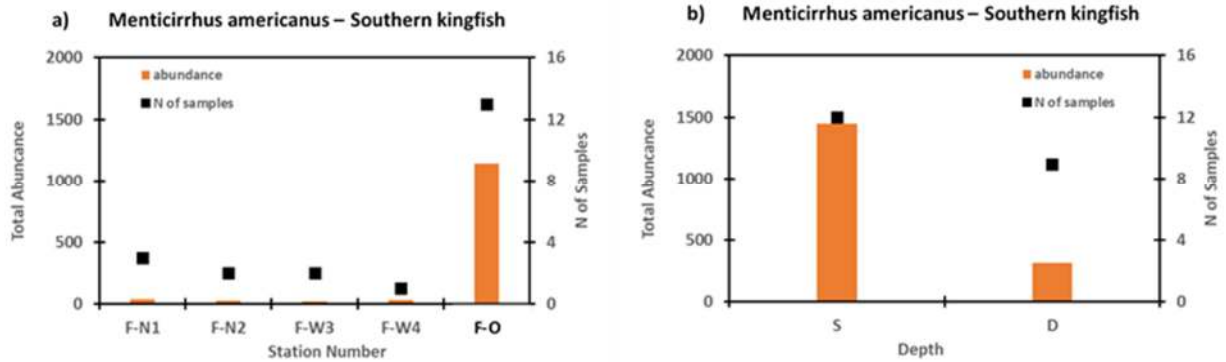 a) Menticirrhus americanus – Southern kingfish
2000
1500
1000
500
0
Total Abuncance
16
12
8
4
0
N of Samples
abundance
N of samples
F-N1 F-N2 F-W3 F-W4 F-O
Station Number
b) Menticirrhus americanus – Southern kingfish
2000
1500
1000
500
0
Total Abuncance
16
12
8
4
0
N of Samples
abundance
N of samples
S D
Depth